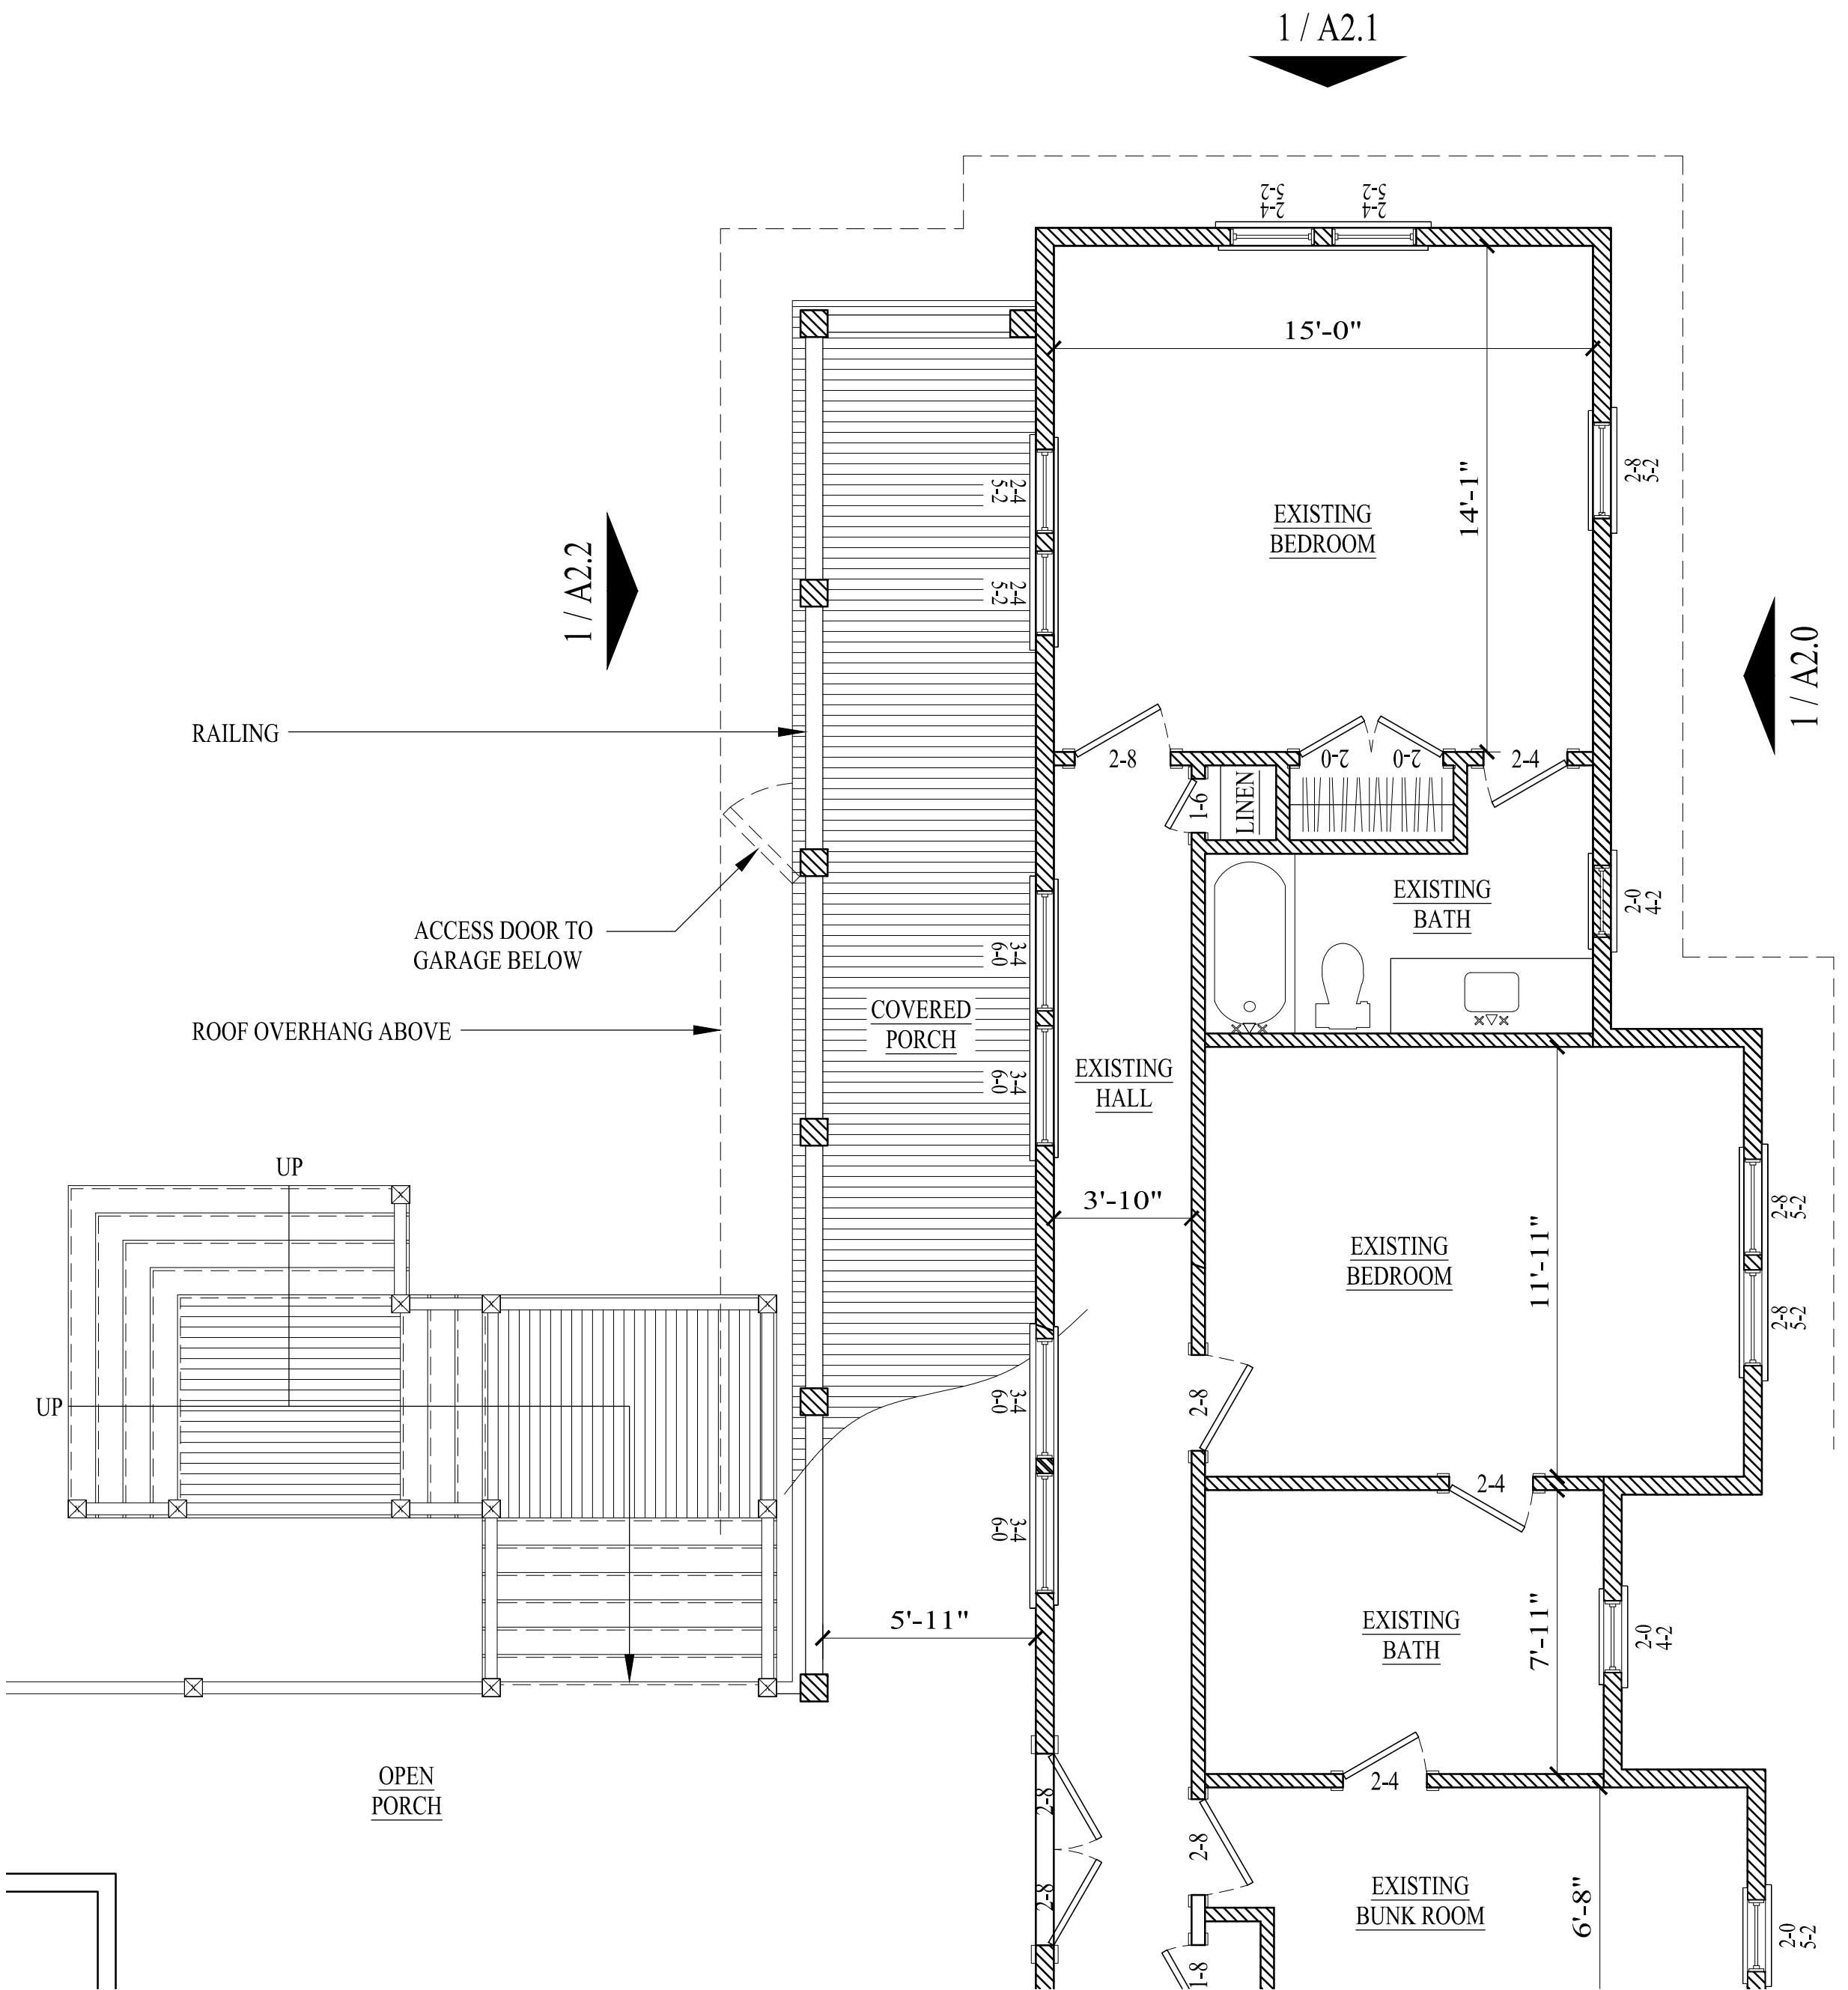 1 / A2.1
2-4
5-2
2-4
5-2
15'-0"
14'-1"
2-8
5-2
2-4
5-2
2-4
5-2
EXISTING
BEDROOM
1 / A2.2
1 / A2.0
RAILING
2-8
2-0
2-0
2-4
1-6
LINEN
ACCESS DOOR TO
GARAGE BELOW
EXISTING
BATH
2-0
4-2
3-4
6-0
COVERED
PORCH
ROOF OVERHANG ABOVE
3-4
6-0
EXISTING
HALL
UP
3'-10"
2-8
5-2
EXISTING
BEDROOM
11'-11"
2-8
5-2
UP
3-4
6-0
2-8
2-4
3-4
6-0
5'-11"
EXISTING
BATH
7'-11"
2-0
4-2
OPEN
PORCH
2-4
2-8
2-8
2-8
EXISTING
BUNK ROOM
6'-8"
2-0
5-2
1-8